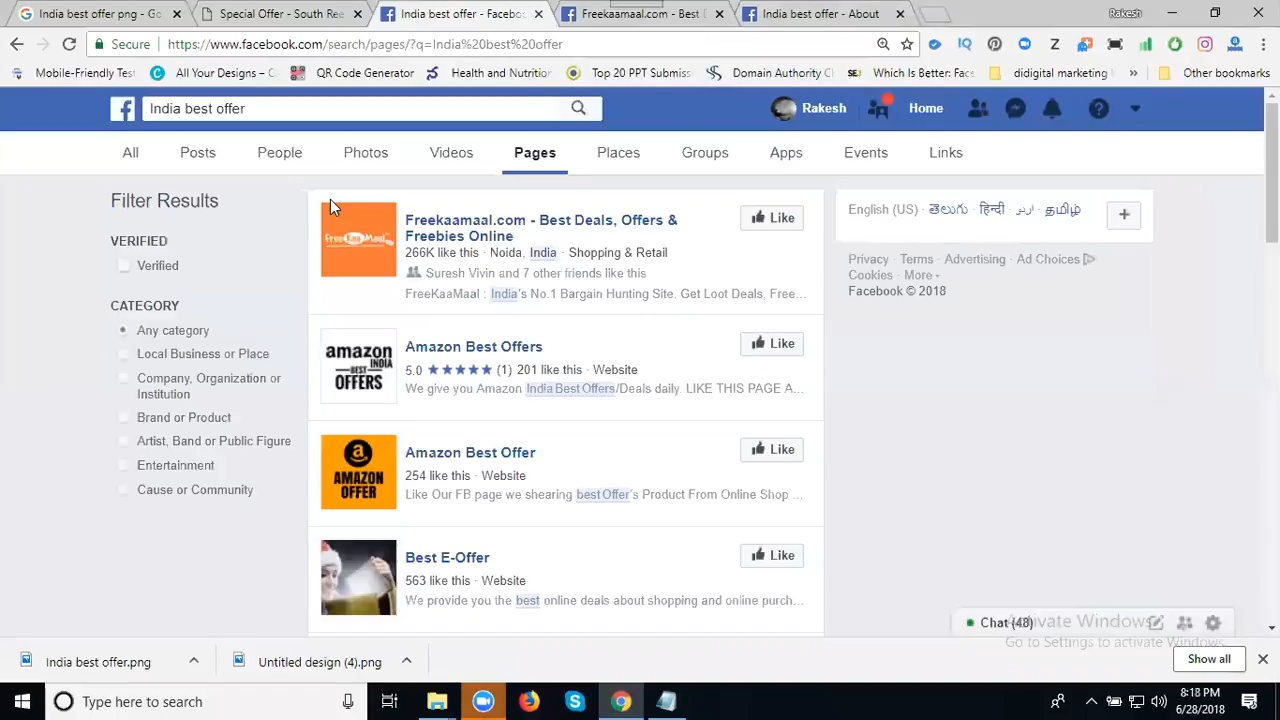 India best offer png - Go
Special Offer - South Ree
India best offer - Facebo
Freekaamaal.com - Best D
India best offer - About
Rakesh
Secure
https://www.facebook.com/search/pages/?q=India%20best%20offer
Mobile-Friendly Test
All Your Designs – C
QR Code Generator
Health and Nutrition
Top 20 PPT Submiss
Domain Authority C
Which Is Better: Fac
didigital marketing
Other bookmarks
India best offer
Rakesh
Home
All
Posts
People
Photos
Videos
Pages
Places
Groups
Apps
Events
Links
Filter Results
VERIFIED
Verified
CATEGORY
Any category
Local Business or Place
Company, Organization or
Institution
Brand or Product
Artist, Band or Public Figure
Entertainment
Cause or Community
FreeKaaMaal
Freekaamaal.com - Best Deals, Offers &
Freebies Online
266K like this · Noida, India · Shopping & Retail
Suresh Vivin and 7 other friends like this
FreeKaaMaal : India's No.1 Bargain Hunting Site. Get Loot Deals, Free...
Like
amazon
INDIA
BEST
OFFERS
Amazon Best Offers
5.0 ★★★★★ (1) 201 like this · Website
We give you Amazon India Best Offers/Deals daily. LIKE THIS PAGE A...
Like
AMAZON
OFFER
Amazon Best Offer
254 like this · Website
Like Our FB page we shearing best Offer's Product From Online Shop ...
Like
Best E-Offer
563 like this · Website
We provide you the best online deals about shopping and online purch...
Like
English (US) · తెలుగు · हिन्दी · اردو · தமிழ்
Privacy · Terms · Advertising · Ad Choices
Cookies · More
Facebook © 2018
Chat (48)
Activate Windows
Go to Settings to activate Windows.
India best offer.png
Untitled design (4).png
Show all
Type here to search
8:18 PM
6/28/2018